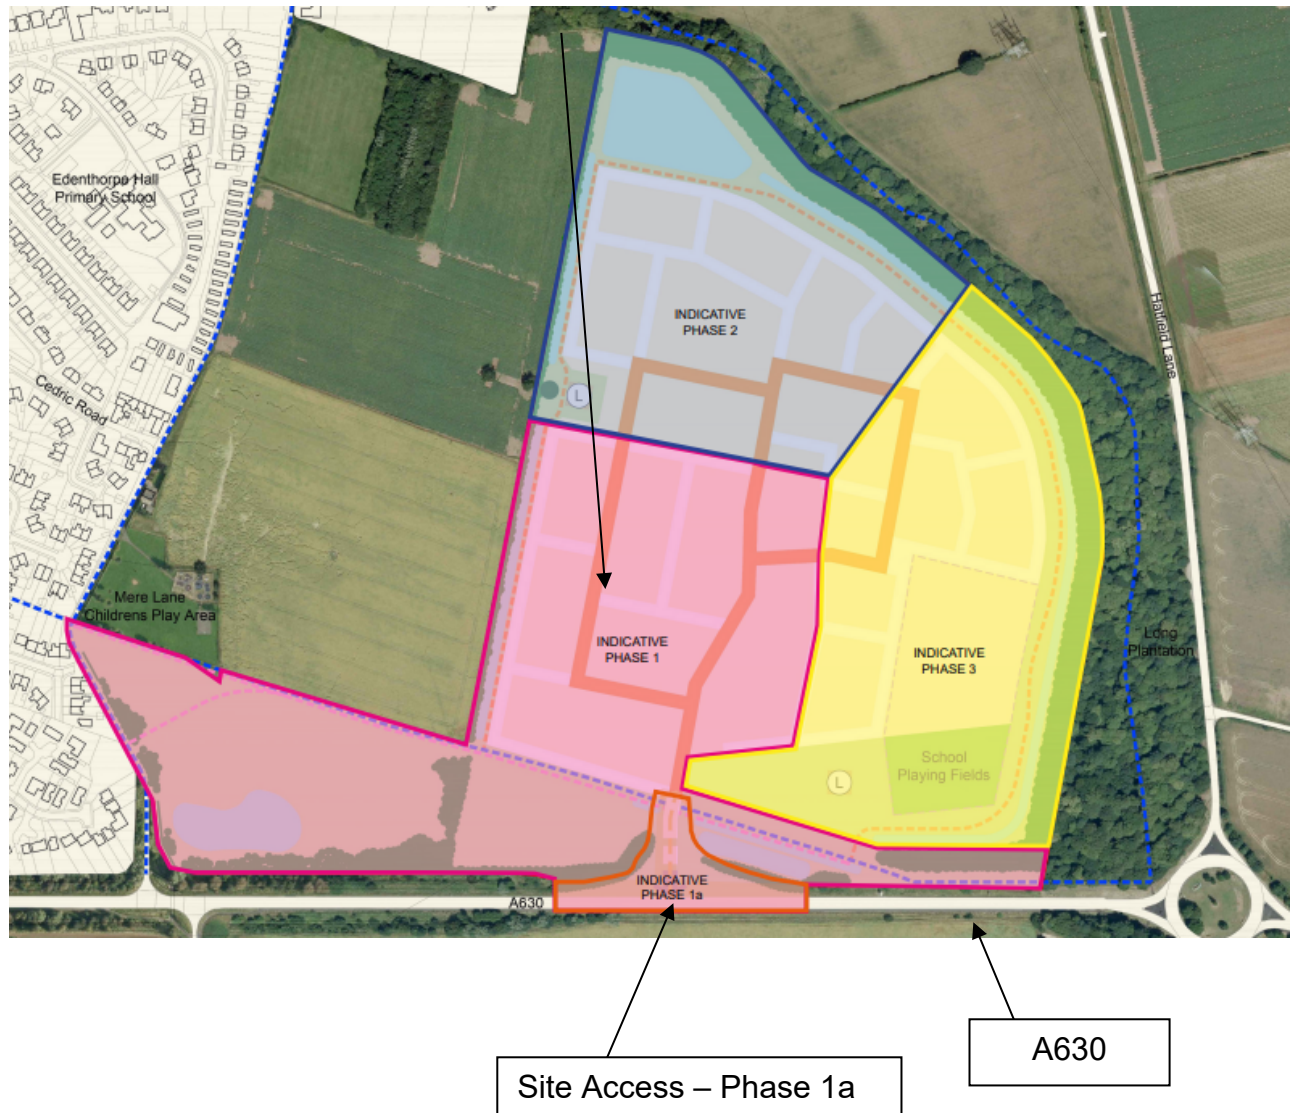 Edenthorpe Hall
Primary School
INDICATIVE
PHASE 2
Hatfield Lane
Cedric Road
L
Mere Lane
Childrens Play Area
INDICATIVE
PHASE 1
INDICATIVE
PHASE 3
Long
Plantation
School
Playing Fields
L
INDICATIVE
PHASE 1a
A630
A630
Site Access – Phase 1a